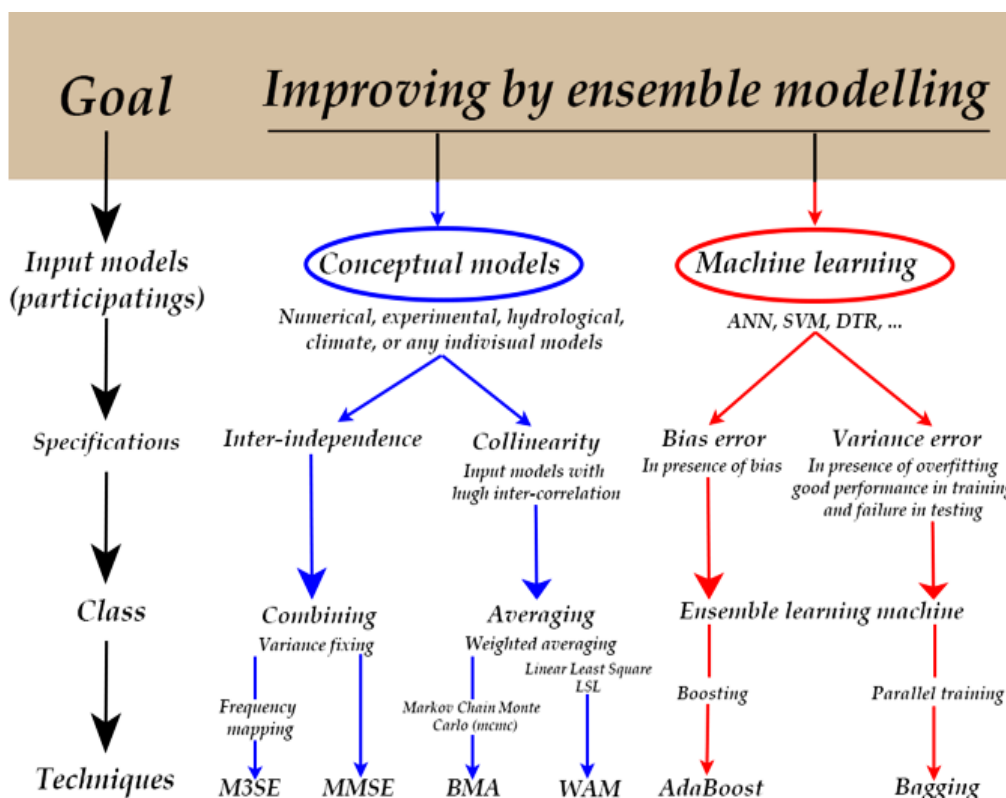 Goal
Improving by ensemble modelling
Input models
(participatings)
Conceptual models
Machine learning
Numerical, experimental, hydrological,
climate, or any indivisual models
ANN, SVM, DTR, ...
Specifications
Inter-independence
Collinearity
Input models with
hugh inter-correlation
Bias error
In presence of bias
Variance error
In presence of overfitting
good performance in training
and failure in testing
Class
Combining
Variance fixing
Averaging
Weighted averaging
Ensemble learning machine
Frequency
mapping
Markov Chain Monte
Carlo (mcmc)
Linear Least Square
LSL
Boosting
Parallel training
Techniques
M3SE
MMSE
BMA
WAM
AdaBoost
Bagging